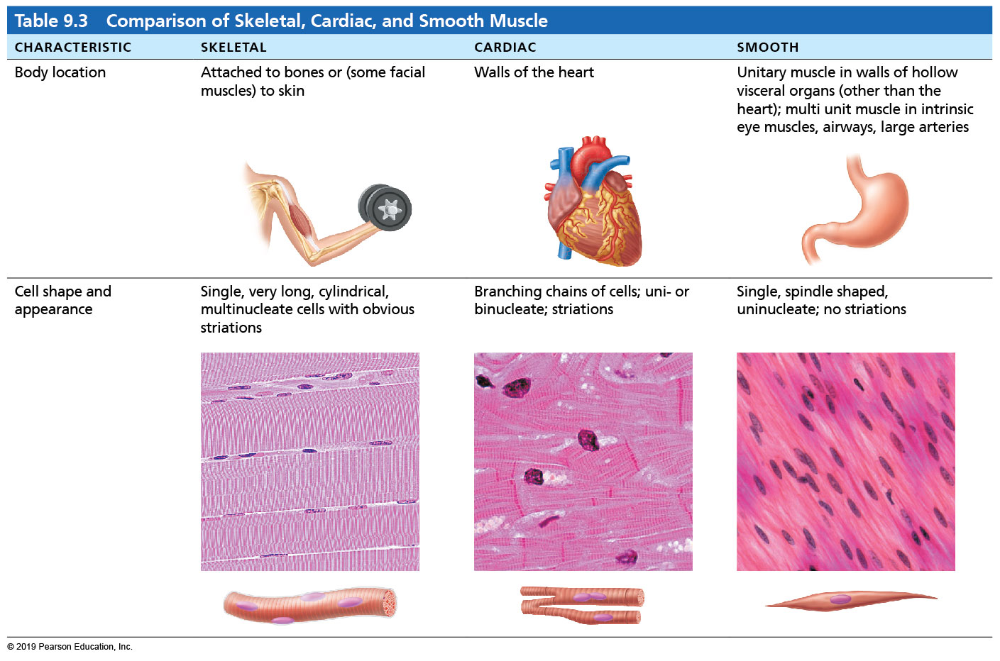 Table 9.3 Comparison of Skeletal, Cardiac, and Smooth Muscle
CHARACTERISTIC SKELETAL CARDIAC SMOOTH
Body location
Attached to bones or (some facial
muscles) to skin
Walls of the heart
Unitary muscle in walls of hollow
visceral organs (other than the
heart); multi unit muscle in intrinsic
eye muscles, airways, large arteries
Cell shape and
appearance
Single, very long, cylindrical,
multinucleate cells with obvious
striations
Branching chains of cells; uni- or
binucleate; striations
Single, spindle shaped,
uninucleate; no striations
© 2019 Pearson Education, Inc.